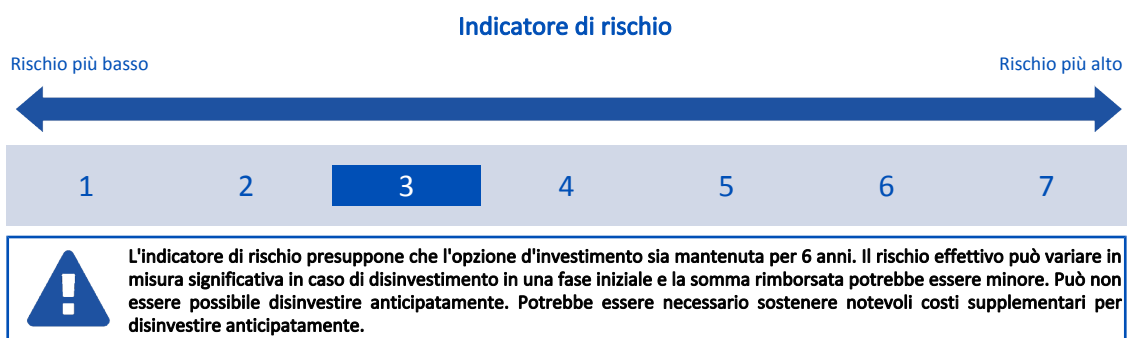 Indicatore di rischio
Rischio più basso
Rischio più alto
1 2 3 4 5 6 7
L'indicatore di rischio presuppone che l'opzione d'investimento sia mantenuta per 6 anni. Il rischio effettivo può variare in
misura significativa in caso di disinvestimento in una fase iniziale e la somma rimborsata potrebbe essere minore. Può non
essere possibile disinvestire anticipatamente. Potrebbe essere necessario sostenere notevoli costi supplementari per
disinvestire anticipatamente.